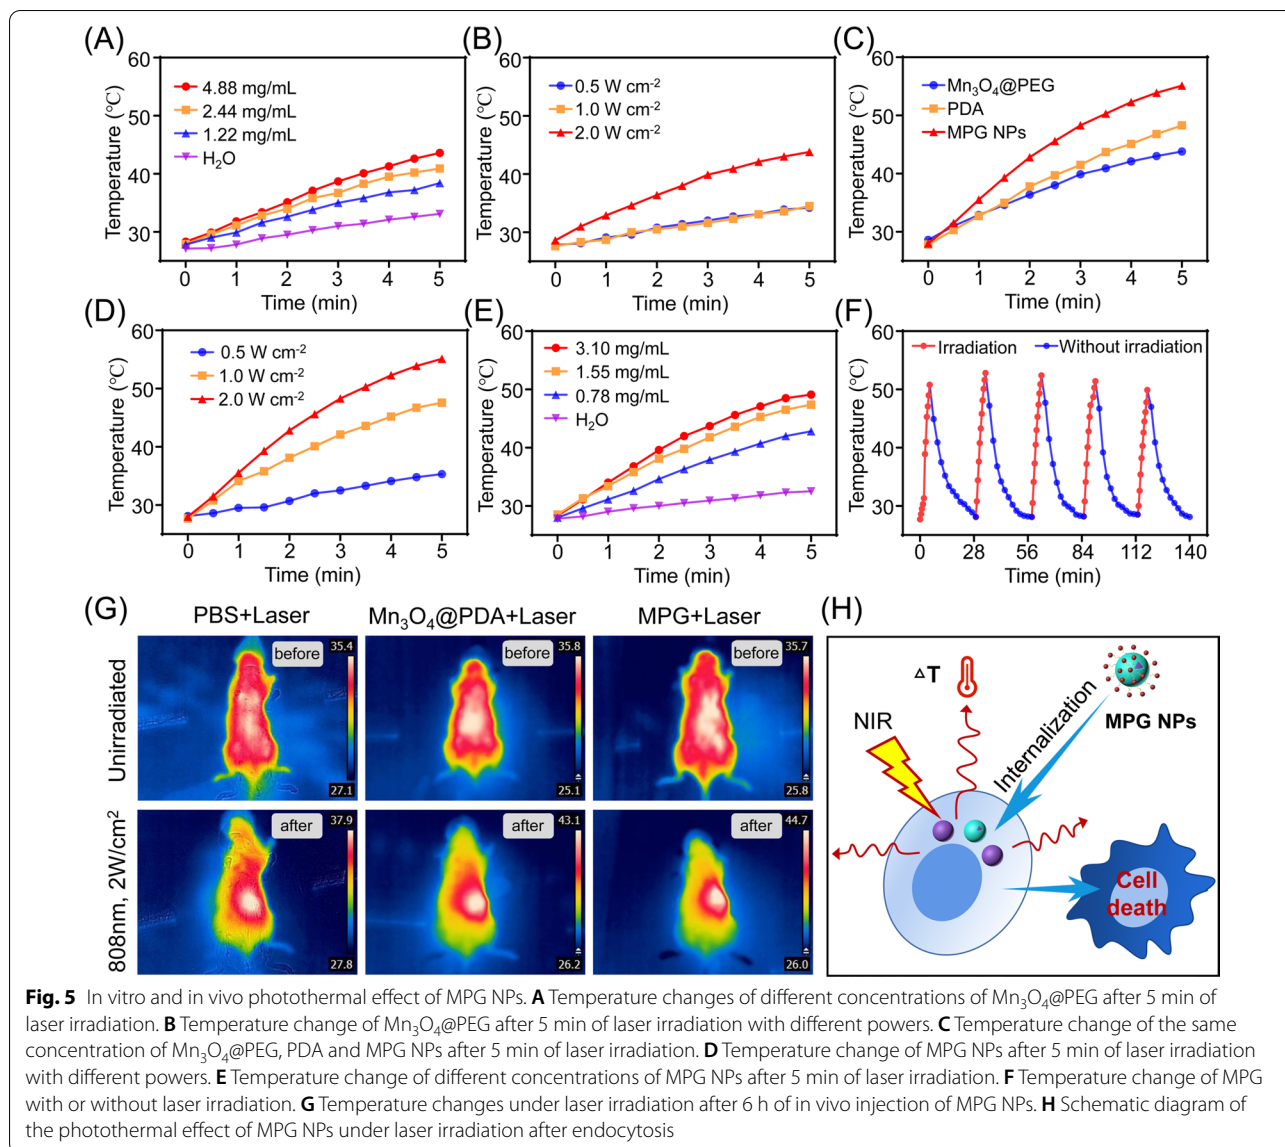 (A)
Temperature (°C)
60
50
40
30
4.88 mg/mL
2.44 mg/mL
1.22 mg/mL
H₂O
0 1 2 3 4 5
Time (min)
(B)
Temperature (°C)
60
50
40
30
0.5 W cm⁻²
1.0 W cm⁻²
2.0 W cm⁻²
0 1 2 3 4 5
Time (min)
(C)
Temperature (°C)
60
50
40
30
Mn₃O₄@PEG
PDA
MPG NPs
0 1 2 3 4 5
Time (min)
(D)
Temperature (°C)
60
50
40
30
0.5 W cm⁻²
1.0 W cm⁻²
2.0 W cm⁻²
0 1 2 3 4 5
Time (min)
(E)
Temperature (°C)
60
50
40
30
3.10 mg/mL
1.55 mg/mL
0.78 mg/mL
H₂O
0 1 2 3 4 5
Time (min)
(F)
Temperature (°C)
60
50
40
30
Irradiation Without irradiation
0 28 56 84 112 140
Time (min)
(G)
PBS+Laser Mn₃O₄@PDA+Laser MPG+Laser
Unirradiated
before 35.4 27.1
before 35.8 25.1
before 35.7 25.8
808nm, 2W/cm²
after 37.9 27.8
after 43.1 26.2
after 44.7 26.0
(H)
△T
NIR
Internalization
MPG NPs
Cell
death
Fig. 5 In vitro and in vivo photothermal effect of MPG NPs. A Temperature changes of different concentrations of Mn₃O₄@PEG after 5 min of
laser irradiation. B Temperature change of Mn₃O₄@PEG after 5 min of laser irradiation with different powers. C Temperature change of the same
concentration of Mn₃O₄@PEG, PDA and MPG NPs after 5 min of laser irradiation. D Temperature change of MPG NPs after 5 min of laser irradiation
with different powers. E Temperature change of different concentrations of MPG NPs after 5 min of laser irradiation. F Temperature change of MPG
with or without laser irradiation. G Temperature changes under laser irradiation after 6 h of in vivo injection of MPG NPs. H Schematic diagram of
the photothermal effect of MPG NPs under laser irradiation after endocytosis